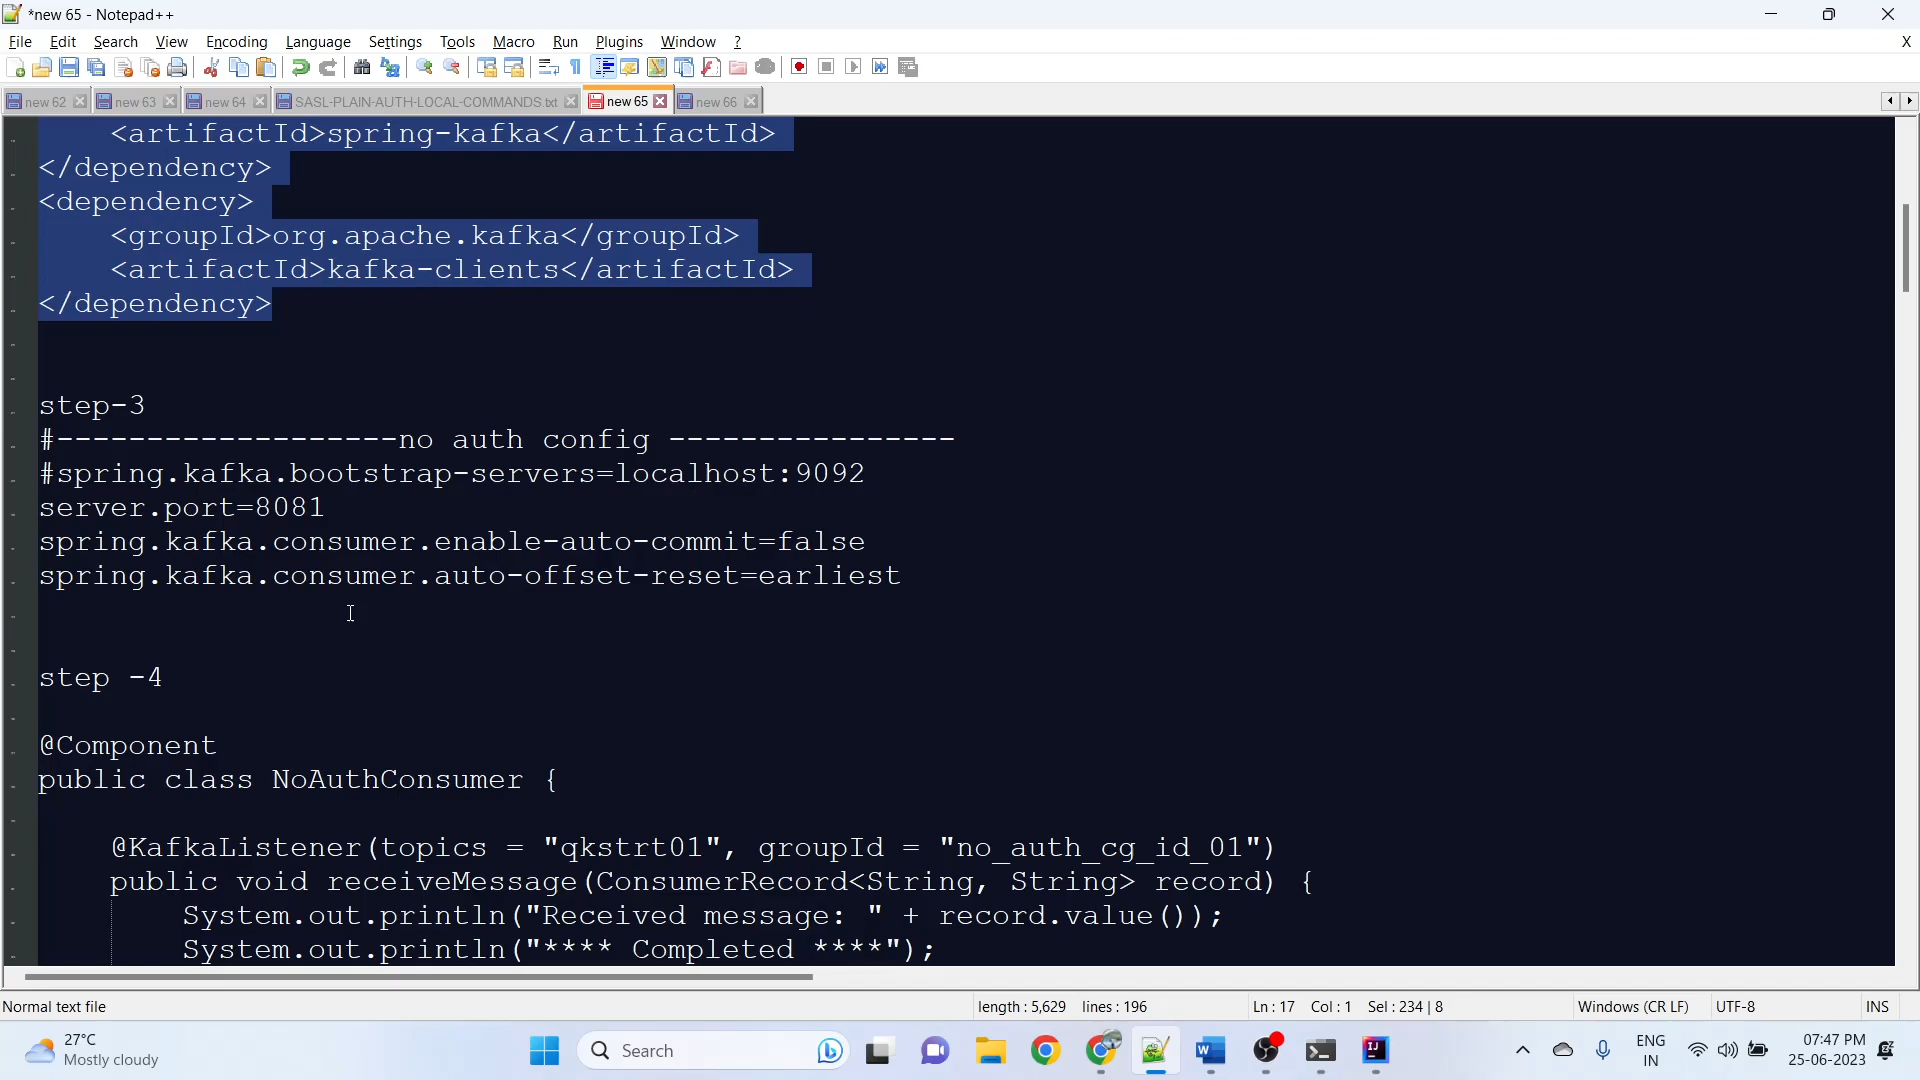 *new 65 - Notepad++
File Edit Search View Encoding Language Settings Tools Macro Run Plugins Window ? X
new 62 new 63 new 64 SASL-PLAIN-AUTH-LOCAL-COMMANDS.txt new 65 new 66
<artifactId>spring-kafka</artifactId>
</dependency>
<dependency>
<groupId>org.apache.kafka</groupId>
<artifactId>kafka-clients</artifactId>
</dependency>
step-3
#-------------------no auth config ----------------
#spring.kafka.bootstrap-servers=localhost:9092
server.port=8081
spring.kafka.consumer.enable-auto-commit=false
spring.kafka.consumer.auto-offset-reset=earliest
step -4
@Component
public class NoAuthConsumer {
@KafkaListener(topics = "qkstrt01", groupId = "no_auth_cg_id_01")
public void receiveMessage(ConsumerRecord<String, String> record) {
System.out.println("Received message: " + record.value());
System.out.println("**** Completed ****");
Normal text file length : 5,629 lines : 196 Ln : 17 Col : 1 Sel : 234 | 8 Windows (CR LF) UTF-8 INS
27°C
Mostly cloudy
Search
ENG
IN
07:47 PM
25-06-2023